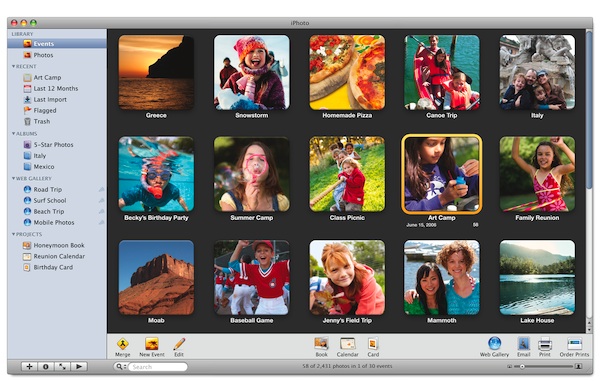 iPhoto
LIBRARY
Events
Photos
RECENT
Art Camp
Last 12 Months
Last Import
Flagged
Trash
ALBUMS
5-Star Photos
Italy
Mexico
WEB GALLERY
Road Trip
Surf School
Beach Trip
Mobile Photos
PROJECTS
Honeymoon Book
Reunion Calendar
Birthday Card
Greece
Snowstorm
Homemade Pizza
Canoe Trip
Italy
Becky's Birthday Party
Summer Camp
Class Picnic
Art Camp
June 15, 2006 58
Family Reunion
Moab
Baseball Game
Jenny's Field Trip
Mammoth
Lake House
Merge
New Event
Edit
Book
Calendar
Card
Web Gallery
Email
Print
Order Prints
Search
58 of 2,431 photos in 1 of 30 events